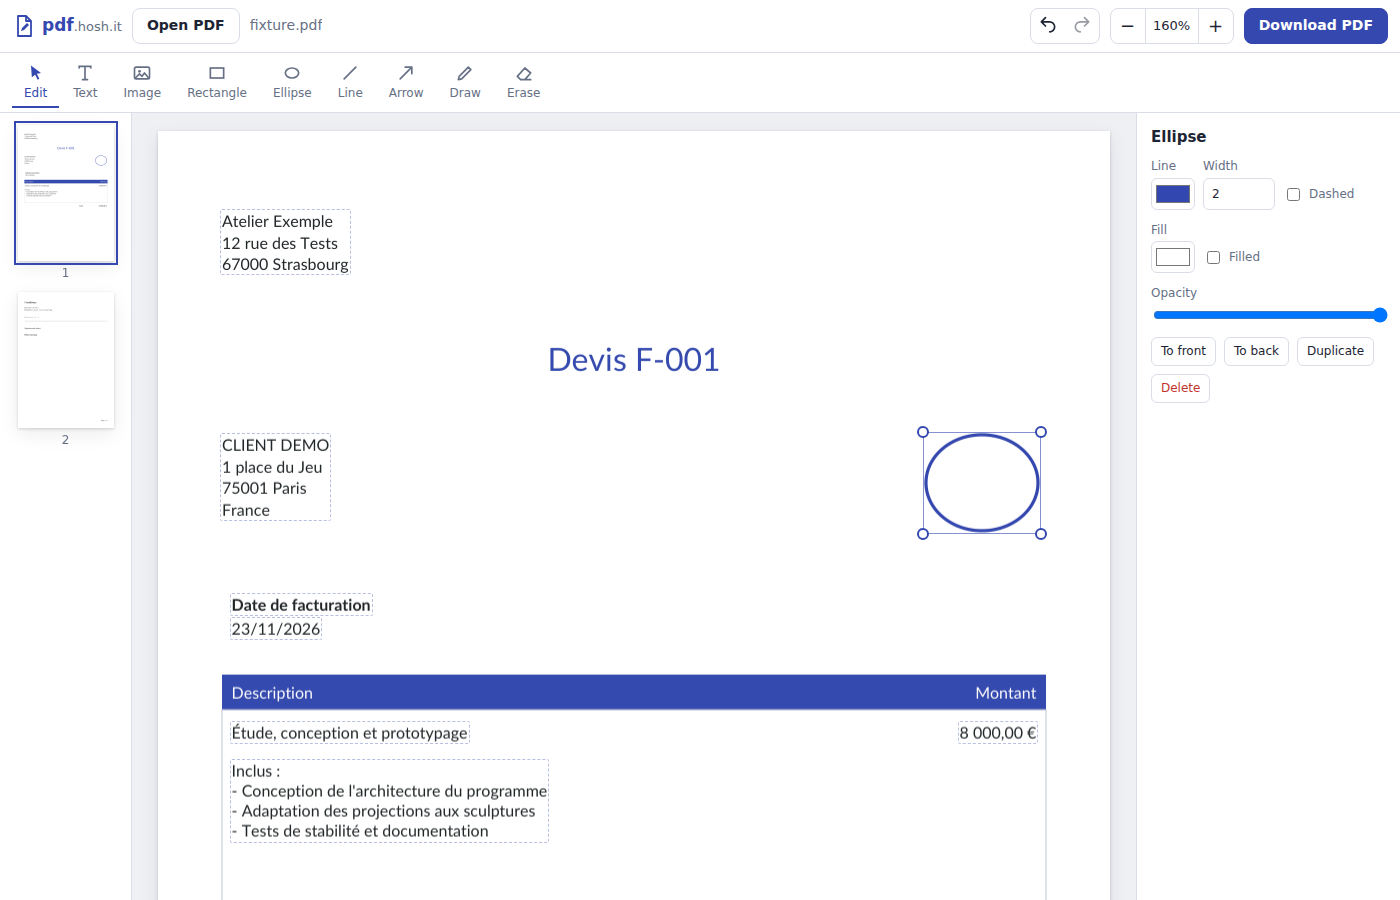 pdf.hosh.it
Open PDF
fixture.pdf
160%
Download PDF
Edit
Text
Image
Rectangle
Ellipse
Line
Arrow
Draw
Erase
1
2
Atelier Exemple
12 rue des Tests
67000 Strasbourg
Devis F-001
CLIENT DEMO
1 place du Jeu
75001 Paris
France
Date de facturation
23/11/2026
Description Montant
Étude, conception et prototypage 8 000,00 €
Inclus :
- Conception de l'architecture du programme
- Adaptation des projections aux sculptures
- Tests de stabilité et documentation
Ellipse
Line Width
2
Dashed
Fill
Filled
Opacity
To front
To back
Duplicate
Delete